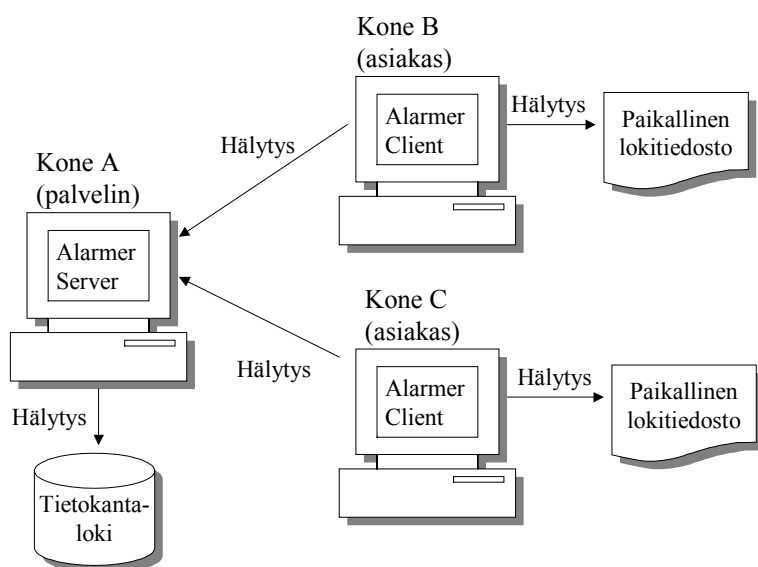 Kone B
(asiakas)
Alarmer
Client
Hälytys
Paikallinen
lokitiedosto
Hälytys
Kone A
(palvelin)
Alarmer
Server
Kone C
(asiakas)
Alarmer
Client
Hälytys
Paikallinen
lokitiedosto
Hälytys
Hälytys
Tietokanta-
loki